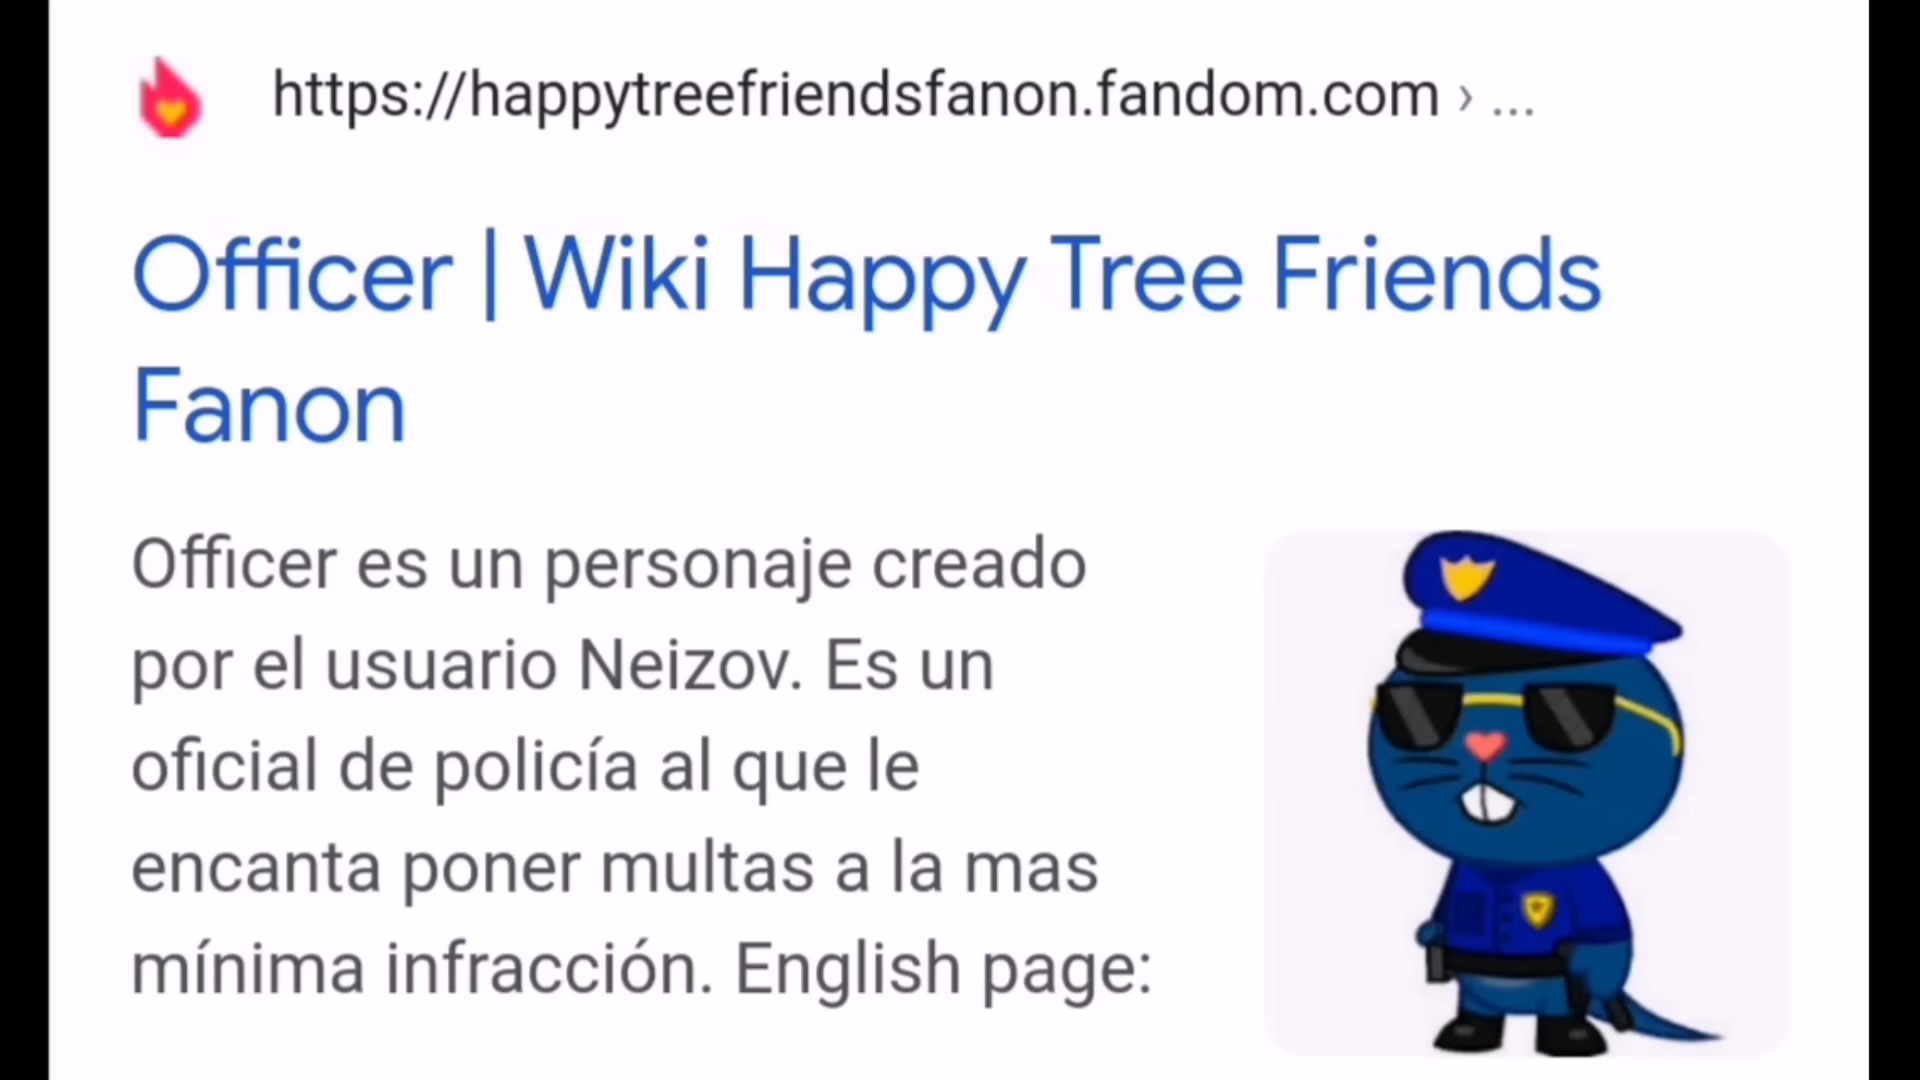 https://happytreefriendsfanon.fandom.com › ...
Officer | Wiki Happy Tree Friends
Fanon
Officer es un personaje creado
por el usuario Neizov. Es un
oficial de policía al que le
encanta poner multas a la mas
mínima infracción. English page: